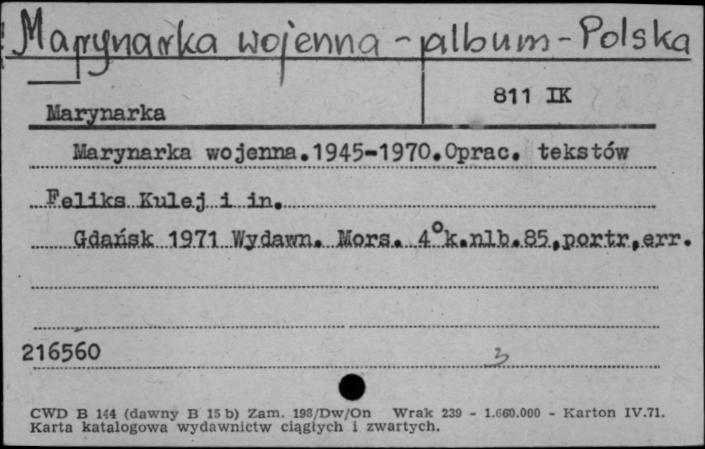 Marynarka wojenna - album - Polska
811 IK
Marynarka
Marynarka wojenna.1945-1970.Oprac. tekstów
Feliks Kulej i in.
Gdańsk 1971 Wydawn. Mors. 4°k.nlb.85,portr,err.
216560
3
CWD B 144 (dawny B 15 b) Zam. 198/Dw/On Wrak 239 - 1.660.000 - Karton IV.71.
Karta katalogowa wydawnictw ciągłych i zwartych.